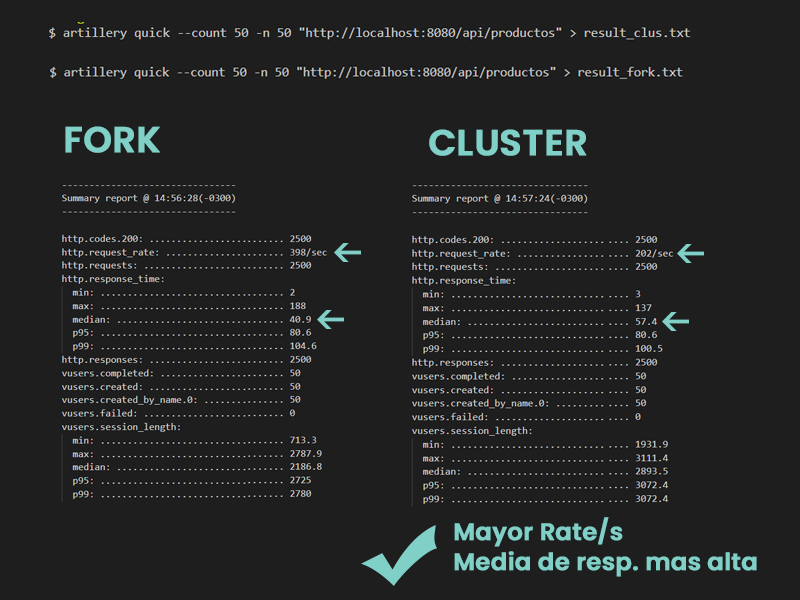 $ artillery quick --count 50 -n 50 "http://localhost:8080/api/productos" > result_clus.txt
$ artillery quick --count 50 -n 50 "http://localhost:8080/api/productos" > result_fork.txt
FORK
--------------------------------
Summary report @ 14:56:28(-0300)
--------------------------------
http.codes.200: ......................... 2500
http.request_rate: ...................... 398/sec
http.requests: .......................... 2500
http.response_time:
min: .................................. 2
max: .................................. 188
median: ............................... 40.9
p95: .................................. 80.6
p99: .................................. 104.6
http.responses: ......................... 2500
vusers.completed: ....................... 50
vusers.created: ......................... 50
vusers.created_by_name.0: ............... 50
vusers.failed: .......................... 0
vusers.session_length:
min: .................................. 713.3
max: .................................. 2787.9
median: ............................... 2186.8
p95: .................................. 2725
p99: .................................. 2780
CLUSTER
--------------------------------
Summary report @ 14:57:24(-0300)
--------------------------------
http.codes.200: ......................... 2500
http.request_rate: ...................... 202/sec
http.requests: .......................... 2500
http.response_time:
min: .................................. 3
max: .................................. 137
median: ............................... 57.4
p95: .................................. 80.6
p99: .................................. 100.5
http.responses: ......................... 2500
vusers.completed: ....................... 50
vusers.created: ......................... 50
vusers.created_by_name.0: ............... 50
vusers.failed: .......................... 0
vusers.session_length:
min: .................................. 1931.9
max: .................................. 3111.4
median: ............................... 2893.5
p95: .................................. 3072.4
p99: .................................. 3072.4
Mayor Rate/s
Media de resp. mas alta